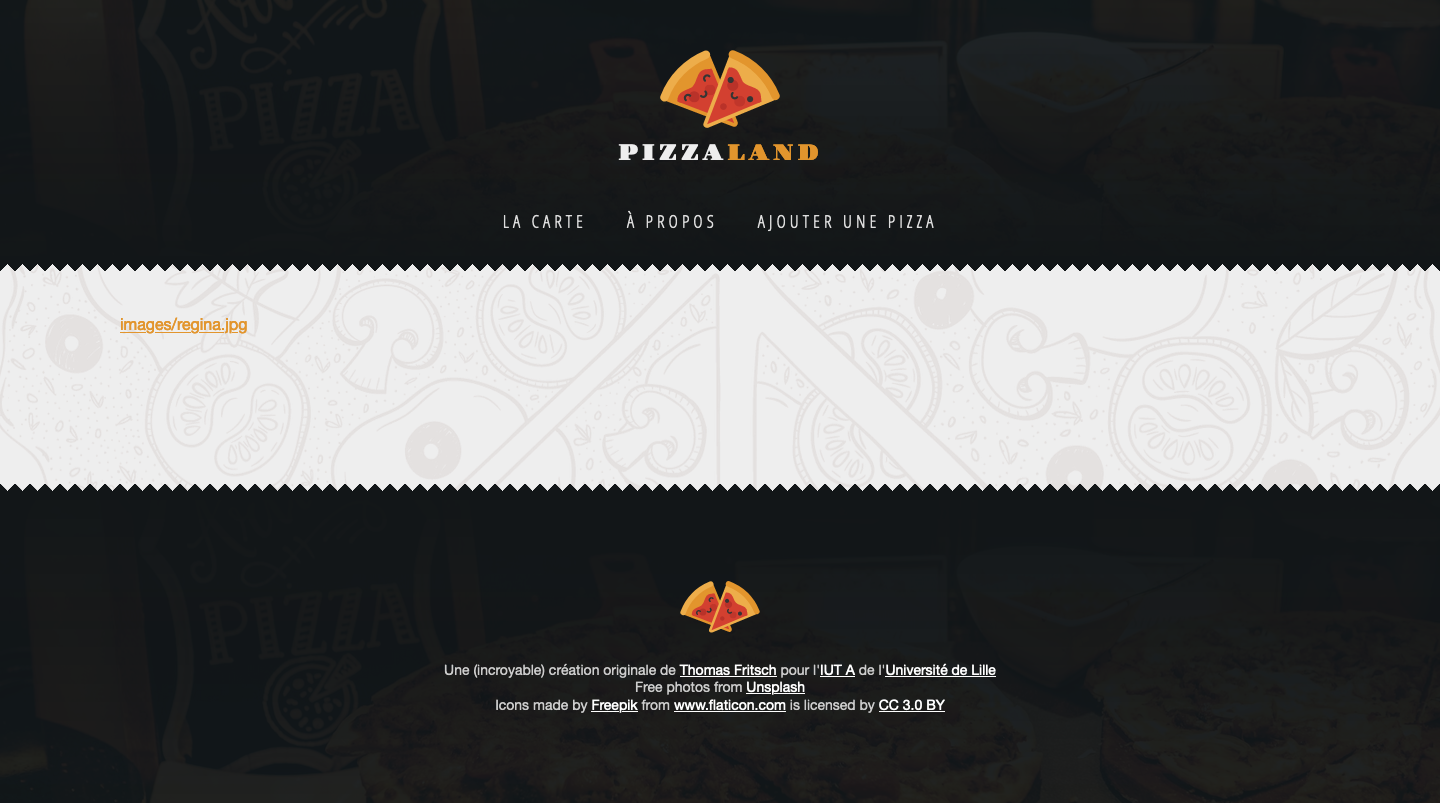 PIZZA
PIZZALAND
LA CARTE À PROPOS AJOUTER UNE PIZZA
images/regina.jpg
PIZZA
Une (incroyable) création originale de Thomas Fritsch pour l'IUT A de l'Université de Lille
Free photos from Unsplash
Icons made by Freepik from www.flaticon.com is licensed by CC 3.0 BY